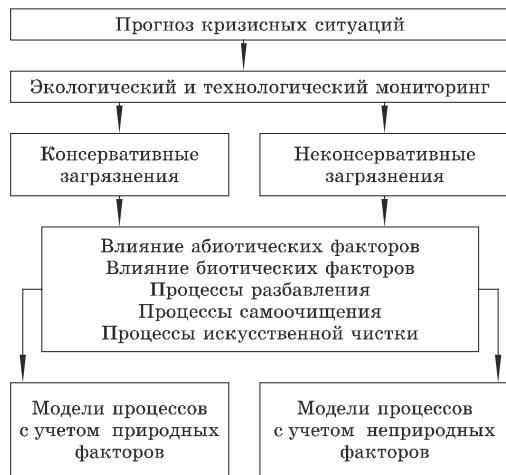 Прогноз кризисных ситуаций
Экологический и технологический мониторинг
Консервативные
загрязнения
Неконсервативные
загрязнения
Влияние абиотических факторов
Влияние биотических факторов
Процессы разбавления
Процессы самоочищения
Процессы искусственной чистки
Модели процессов
с учетом природных
факторов
Модели процессов
с учетом неприродных
факторов